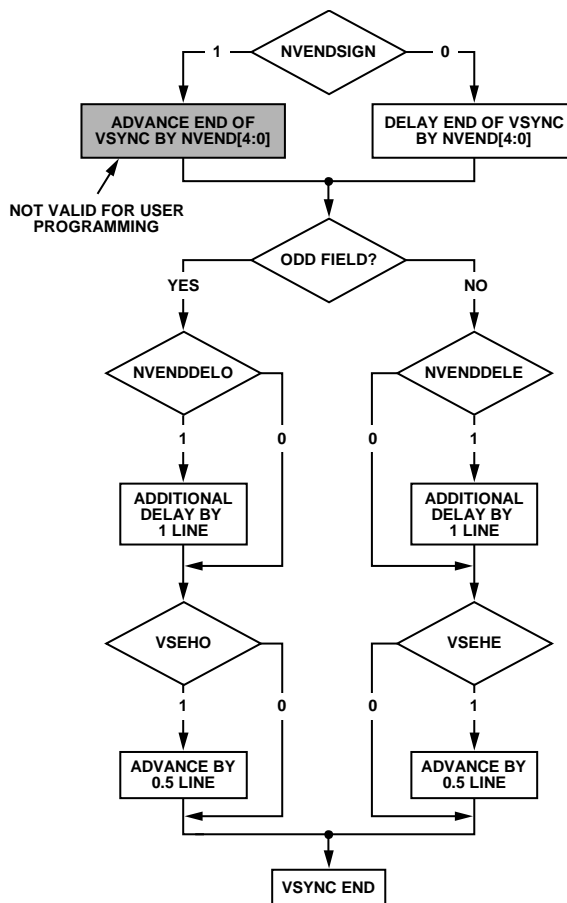 NVENDSIGN
1
0
ADVANCE END OF
VSYNC BY NVEND[4:0]
DELAY END OF VSYNC
BY NVEND[4:0]
NOT VALID FOR USER
PROGRAMMING
ODD FIELD?
YES
NO
NVENDDELO
NVENDDELE
1
0
0
1
ADDITIONAL
DELAY BY
1 LINE
ADDITIONAL
DELAY BY
1 LINE
VSEHO
VSEHE
1
0
0
1
ADVANCE BY
0.5 LINE
ADVANCE BY
0.5 LINE
VSYNC END